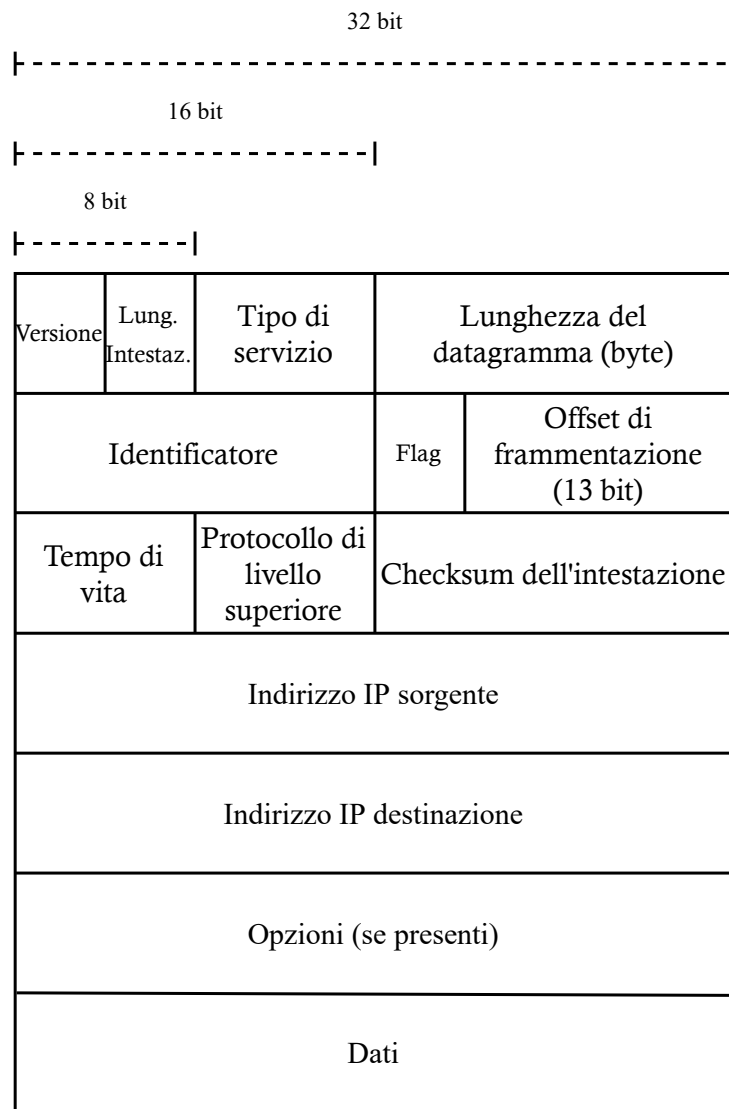 32 bit
16 bit
8 bit
Versione
Lung.
Intestaz.
Tipo di
servizio
Lunghezza del
datagramma (byte)
Identificatore
Flag
Offset di
frammentazione
(13 bit)
Tempo di
vita
Protocollo di
livello
superiore
Checksum dell'intestazione
Indirizzo IP sorgente
Indirizzo IP destinazione
Opzioni (se presenti)
Dati